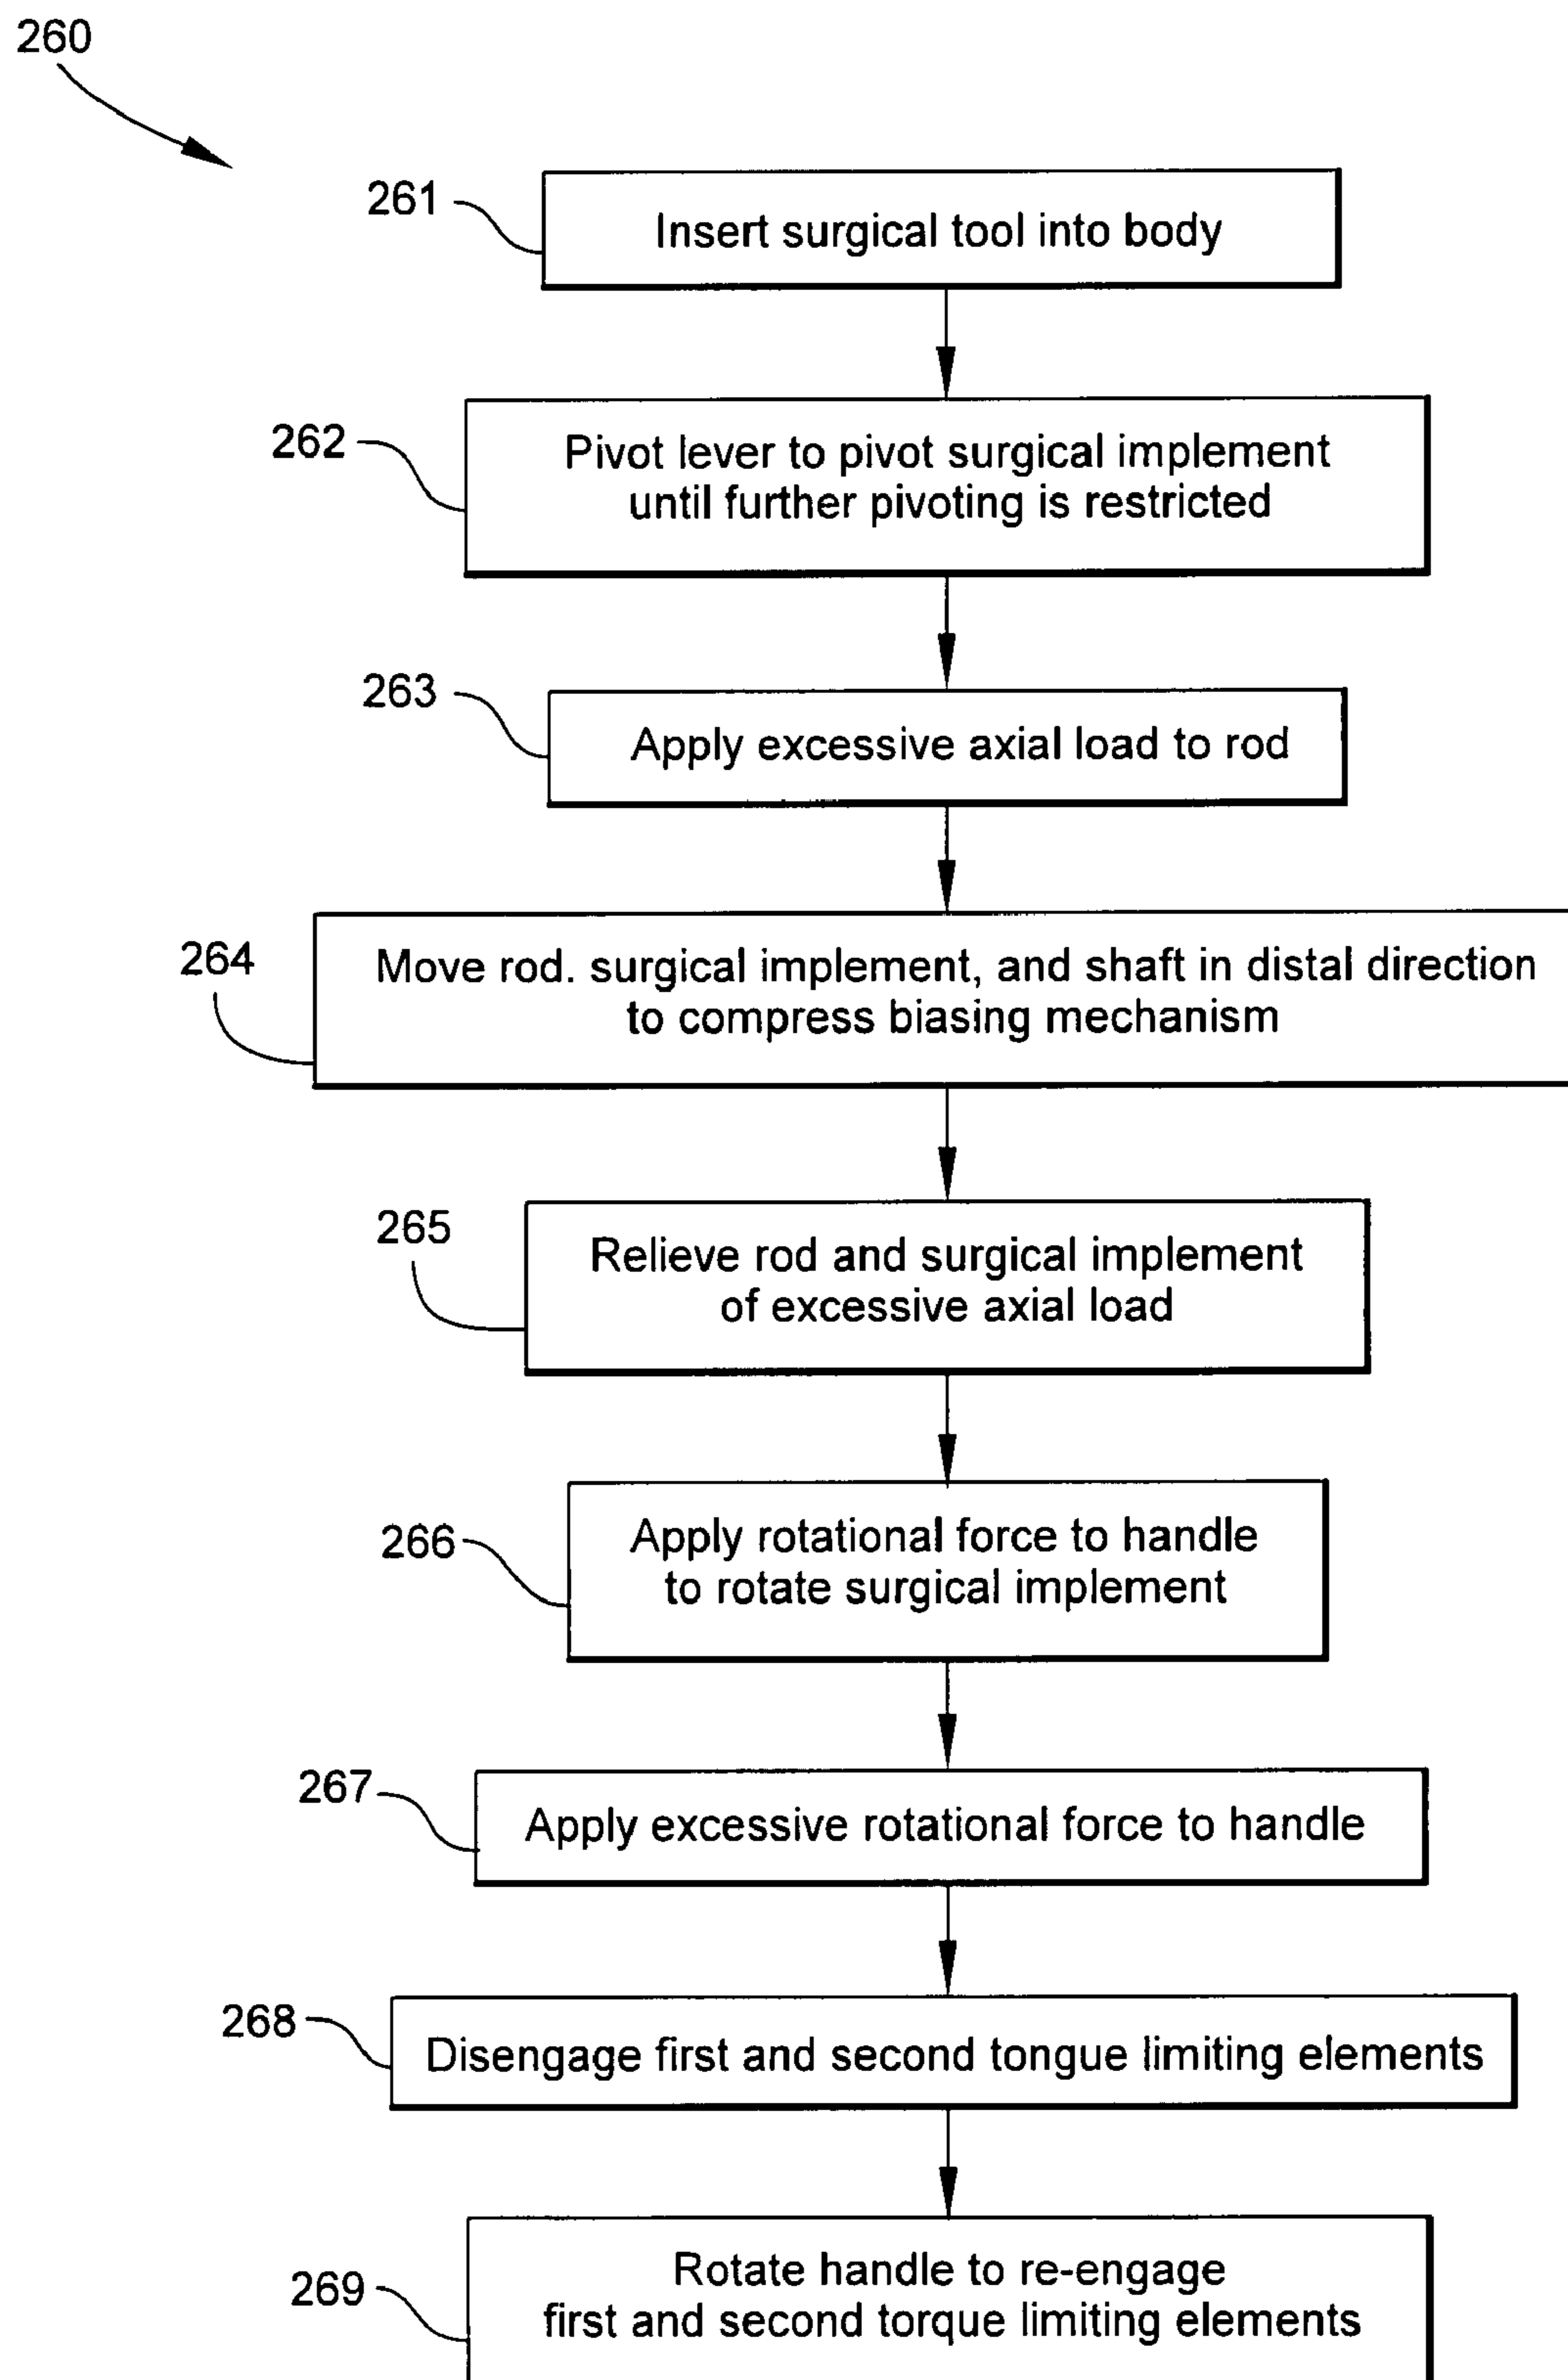 260
261
Insert surgical tool into body
262
Pivot lever to pivot surgical implement
until further pivoting is restricted
263
Apply excessive axial load to rod
264
Move rod. surgical implement, and shaft in distal direction
to compress biasing mechanism
265
Relieve rod and surgical implement
of excessive axial load
266
Apply rotational force to handle
to rotate surgical implement
267
Apply excessive rotational force to handle
268
Disengage first and second tongue limiting elements
269
Rotate handle to re-engage
first and second torque limiting elements